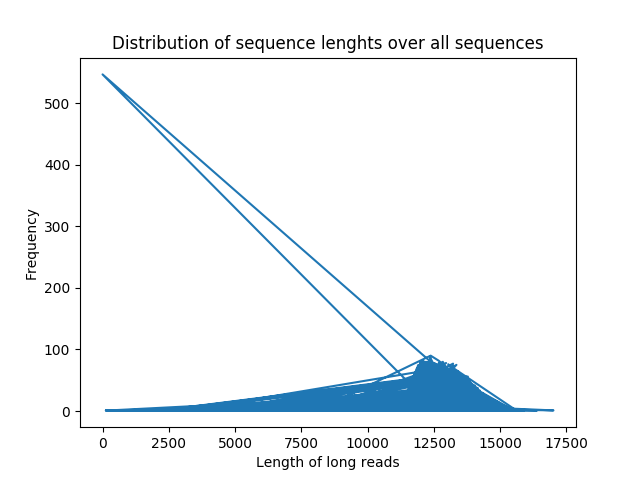 Distribution of sequence lenghts over all sequences
500
400
300
200
100
0
Frequency
0 2500 5000 7500 10000 12500 15000 17500
Length of long reads